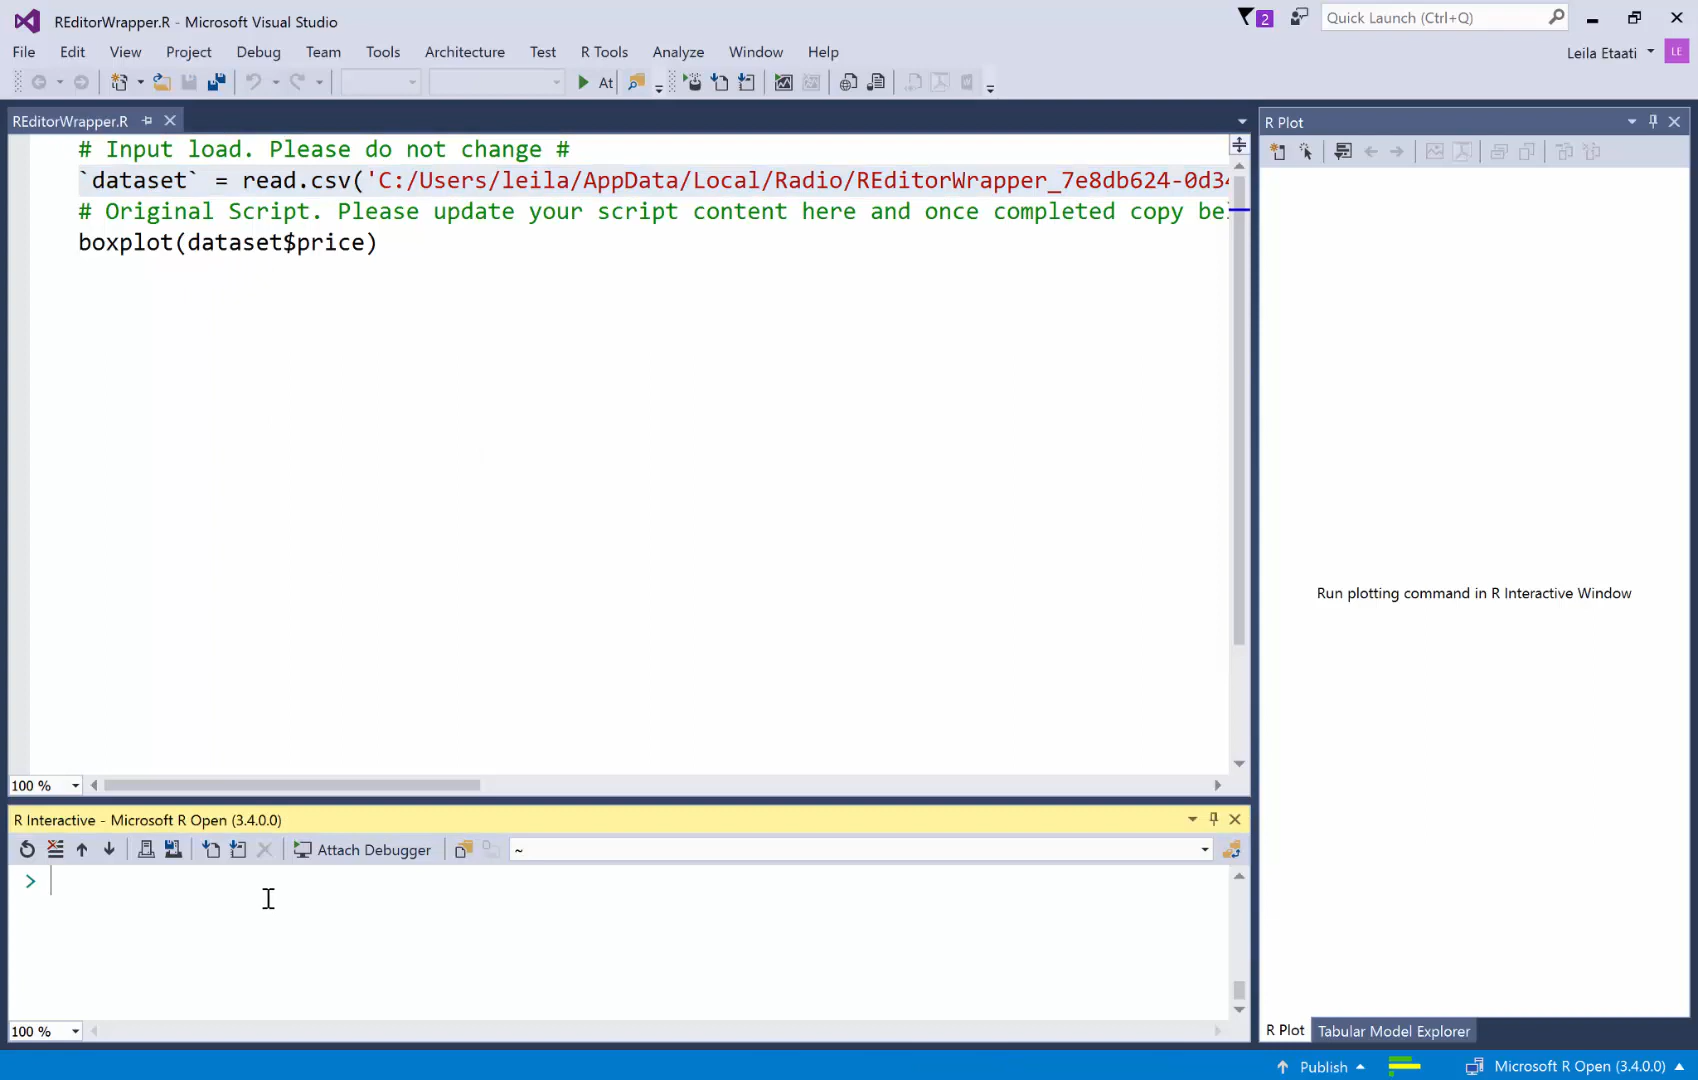 REditorWrapper.R - Microsoft Visual Studio
2
Quick Launch (Ctrl+Q)
File Edit View Project Debug Team Tools Architecture Test R Tools Analyze Window Help
Leila Etaati
LE
At
REditorWrapper.R
# Input load. Please do not change #
`dataset` = read.csv('C:/Users/leila/AppData/Local/Radio/REditorWrapper_7e8db624-0d34
# Original Script. Please update your script content here and once completed copy be
boxplot(dataset$price)
100 %
R Plot
Run plotting command in R Interactive Window
R Interactive - Microsoft R Open (3.4.0.0)
Attach Debugger
~
>
100 %
R Plot
Tabular Model Explorer
Publish
Microsoft R Open (3.4.0.0)